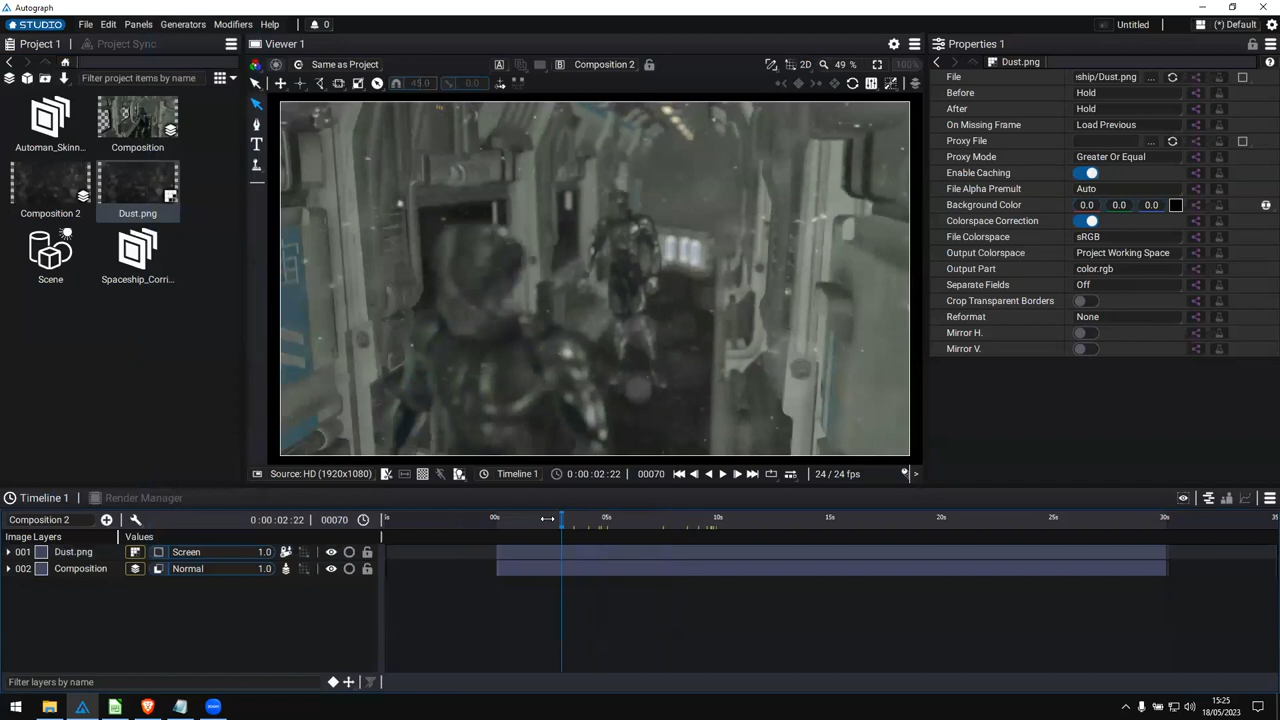 Autograph
STUDIO File Edit Panels Generators Modifiers Help 0 Untitled (*) Default
Project 1 Project Sync
Filter project items by name
Automan_Skinn... Composition
Composition 2 Dust.png
Scene Spaceship_Corri...
Viewer 1
Same as Project A B Composition 2 2D 49 % 100%
45.0 0.0
Source: HD (1920x1080) Timeline 1 0:00:02:22 00070 24 / 24 fps
Properties 1
Dust.png
File ship/Dust.png ...
Before Hold
After Hold
On Missing Frame Load Previous
Proxy File ...
Proxy Mode Greater Or Equal
Enable Caching
File Alpha Premult Auto
Background Color 0.0 0.0 0.0
Colorspace Correction
File Colorspace sRGB
Output Colorspace Project Working Space
Output Part color.rgb
Separate Fields Off
Crop Transparent Borders
Reformat None
Mirror H.
Mirror V.
Timeline 1 Render Manager
Composition 2 0:00:02:22 00070 00s 05s 10s 15s 20s 25s 30s
Image Layers Values
001 Dust.png Screen 1.0
002 Composition Normal 1.0
Filter layers by name
15:25
18/05/2023